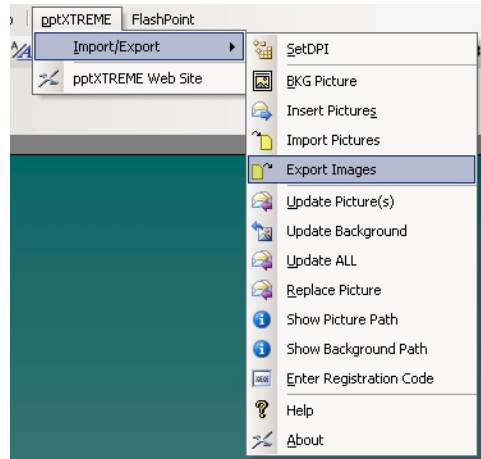 pptXTREME FlashPoint
Import/Export
pptXTREME Web Site
SetDPI
BKG Picture
Insert Pictures
Import Pictures
Export Images
Update Picture(s)
Update Background
Update ALL
Replace Picture
Show Picture Path
Show Background Path
Enter Registration Code
Help
About